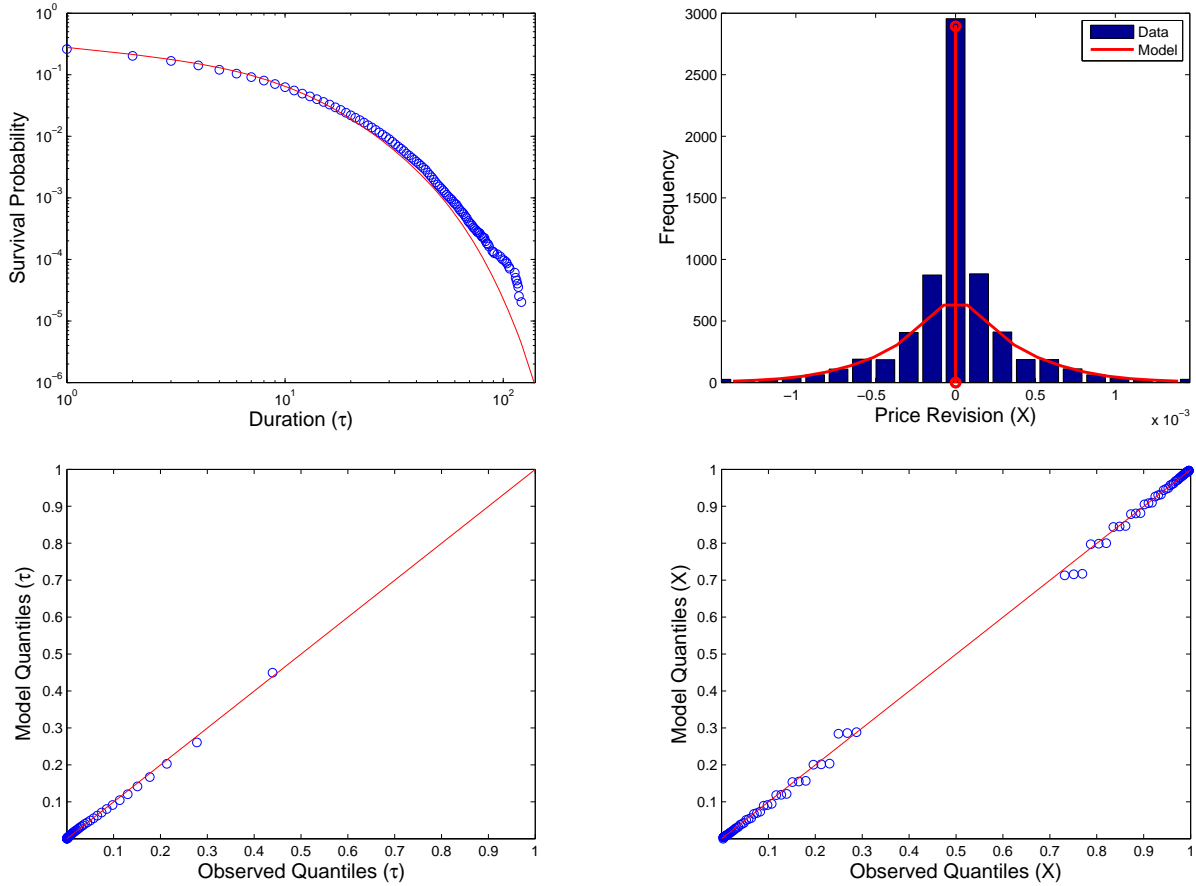 10^0
10^-1
10^-2
10^-3
10^-4
10^-5
10^-6
Survival Probability
10^0 10^1 10^2
Duration (τ)
3000
2500
2000
1500
1000
500
0
Frequency
Data
Model
−1 −0.5 0 0.5 1
x 10^−3
Price Revision (X)
1
0.9
0.8
0.7
0.6
0.5
0.4
0.3
0.2
0.1
Model Quantiles (τ)
0.1 0.2 0.3 0.4 0.5 0.6 0.7 0.8 0.9 1
Observed Quantiles (τ)
1
0.9
0.8
0.7
0.6
0.5
0.4
0.3
0.2
0.1
Model Quantiles (X)
0.1 0.2 0.3 0.4 0.5 0.6 0.7 0.8 0.9 1
Observed Quantiles (X)